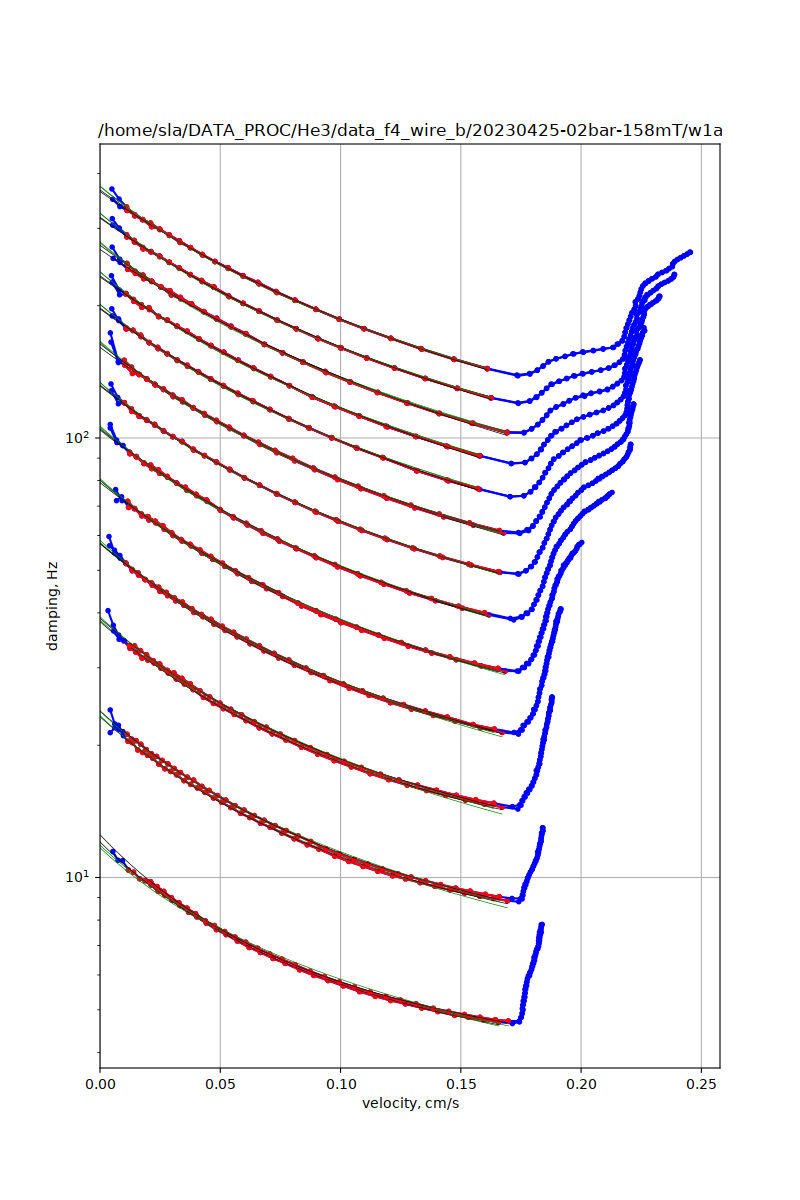 /home/sla/DATA_PROC/He3/data_f4_wire_b/20230425-02bar-158mT/w1a
damping, Hz
10²
10¹
0.00 0.05 0.10 0.15 0.20 0.25
velocity, cm/s